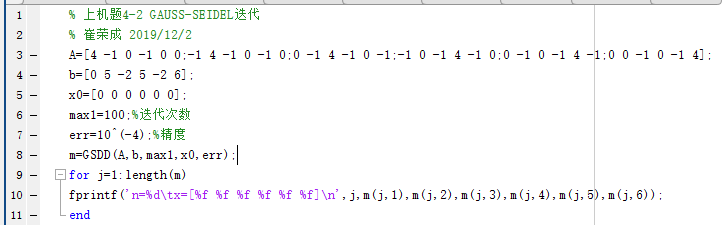 1 % 上机题4-2 GAUSS-SEIDEL迭代
2 % 崔荣成 2019/12/2
3 — A=[4 -1 0 -1 0 0;-1 4 -1 0 -1 0;0 -1 4 -1 0 -1;-1 0 -1 4 -1 0;0 -1 0 -1 4 -1;0 0 -1 0 -1 4];
4 — b=[0 5 -2 5 -2 6];
5 — x0=[0 0 0 0 0 0];
6 — max1=100;%迭代次数
7 — err=10^(-4);%精度
8 — m=GSDD(A,b,max1,x0,err);
9 — for j=1:length(m)
10 — fprintf('n=%d\tx=[%f %f %f %f %f %f]\n',j,m(j,1),m(j,2),m(j,3),m(j,4),m(j,5),m(j,6));
11 — end